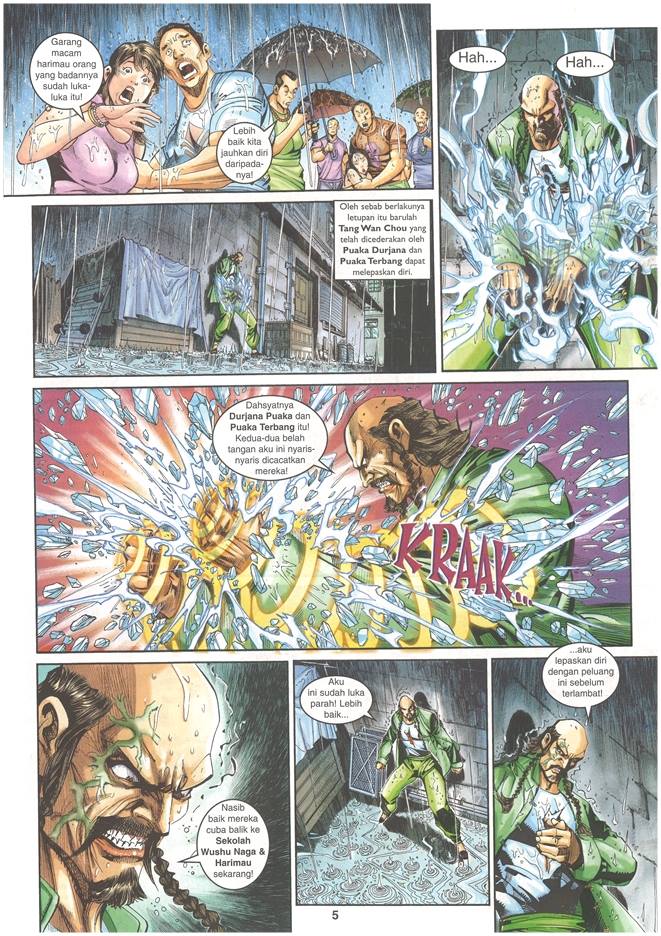 Garang
macam
harimau orang
yang badannya
sudah luka-
luka itu!
Lebih
baik kita
jauhkan diri
daripada-
nya!
Hah...
Hah...
Oleh sebab berlakunya
letupan itu barulah
Tang Wan Chou yang
telah dicederakan oleh
Puaka Durjana dan
Puaka Terbang dapat
melepaskan diri.
Dahsyatnya
Durjana Puaka dan
Puaka Terbang itu!
Kedua-dua belah
tangan aku ini nyaris-
nyaris dicacatkan
mereka!
KRAAK...
Nasib
baik mereka
cuba balik ke
Sekolah
Wushu Naga &
Harimau
sekarang!
Aku
ini sudah luka
parah! Lebih
baik...
...aku
lepaskan diri
dengan peluang
ini sebelum
terlambat!
5